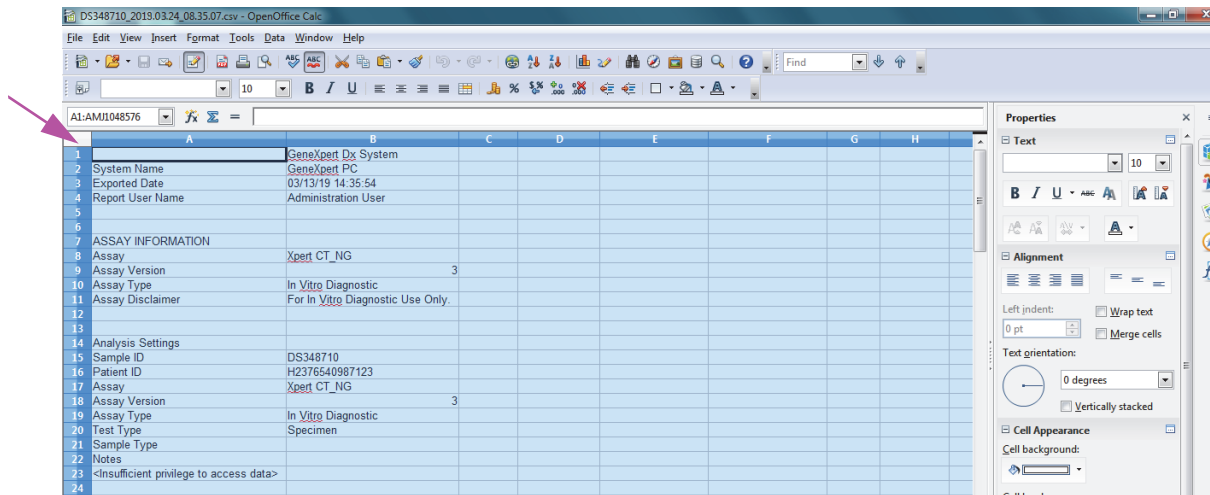 DS348710_2019.03.24_08.35.07.csv - OpenOffice Calc
File Edit View Insert Format Tools Data Window Help
Find
10 B I U
A1:AMJ1048576
Properties
A B C D E F G H
Text
1 GeneXpert Dx System
2 System Name GeneXpert PC
10
3 Exported Date 03/13/19 14:35:54
4 Report User Name Administration User
B I U ABC
5
6
7 ASSAY INFORMATION
8 Assay Xpert CT_NG
Alignment
9 Assay Version 3
10 Assay Type In Vitro Diagnostic
11 Assay Disclaimer For In Vitro Diagnostic Use Only.
12
Left indent: Wrap text
13
0 pt Merge cells
14 Analysis Settings
15 Sample ID DS348710
Text orientation:
16 Patient ID H2376540987123
17 Assay Xpert CT_NG
0 degrees
18 Assay Version 3
19 Assay Type In Vitro Diagnostic
Vertically stacked
20 Test Type Specimen
Cell Appearance
21 Sample Type
22 Notes
Cell background:
23 <Insufficient privilege to access data>
24